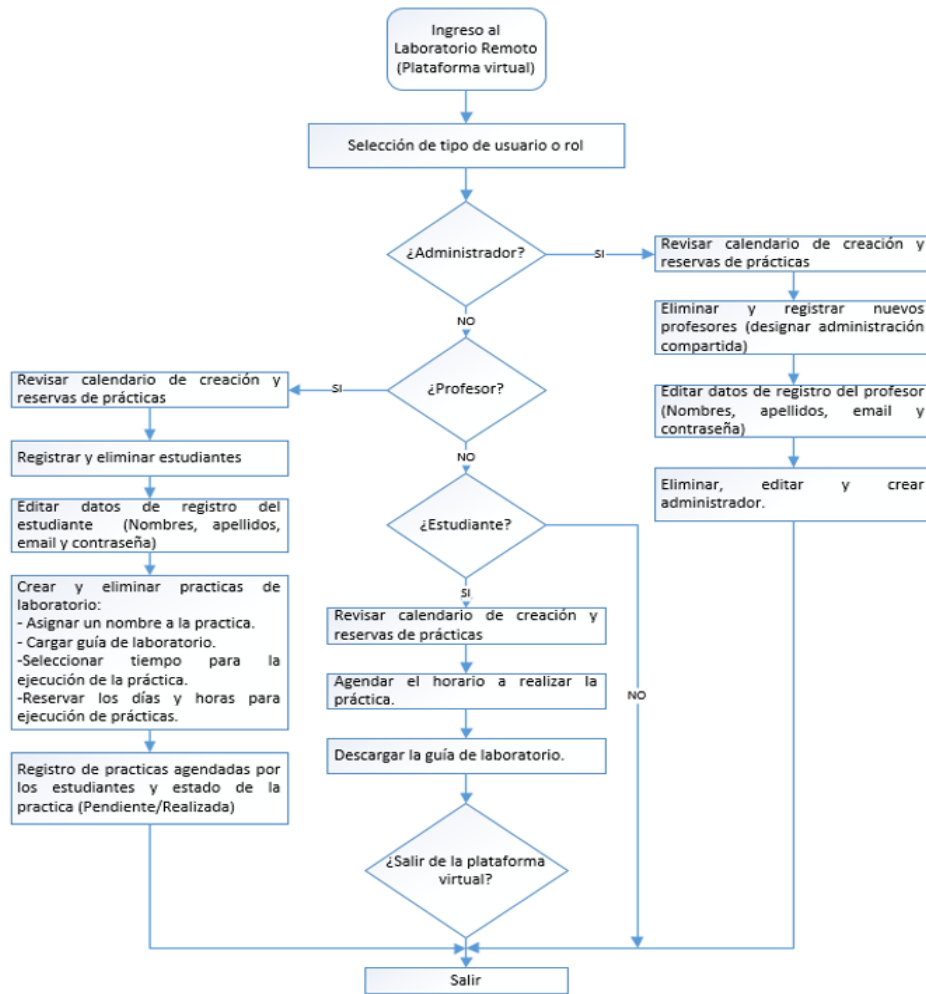 Ingreso al
Laboratorio Remoto
(Plataforma virtual)
Selección de tipo de usuario o rol
¿Administrador?
SI
Revisar calendario de creación y
reservas de prácticas
Eliminar y registrar nuevos
profesores (designar administración
compartida)
Editar datos de registro del profesor
(Nombres, apellidos, email y
contraseña)
Eliminar, editar y crear
administrador.
NO
¿Profesor?
SI
Revisar calendario de creación y
reservas de prácticas
Registrar y eliminar estudiantes
Editar datos de registro del
estudiante (Nombres, apellidos,
email y contraseña)
Crear y eliminar practicas de
laboratorio:
- Asignar un nombre a la practica.
- Cargar guía de laboratorio.
-Seleccionar tiempo para la
ejecución de la práctica.
-Reservar los días y horas para
ejecución de prácticas.
Registro de practicas agendadas por
los estudiantes y estado de la
practica (Pendiente/Realizada)
NO
¿Estudiante?
SI
Revisar calendario de creación y
reservas de prácticas
Agendar el horario a realizar la
práctica.
Descargar la guía de laboratorio.
NO
¿Salir de la plataforma
virtual?
Salir